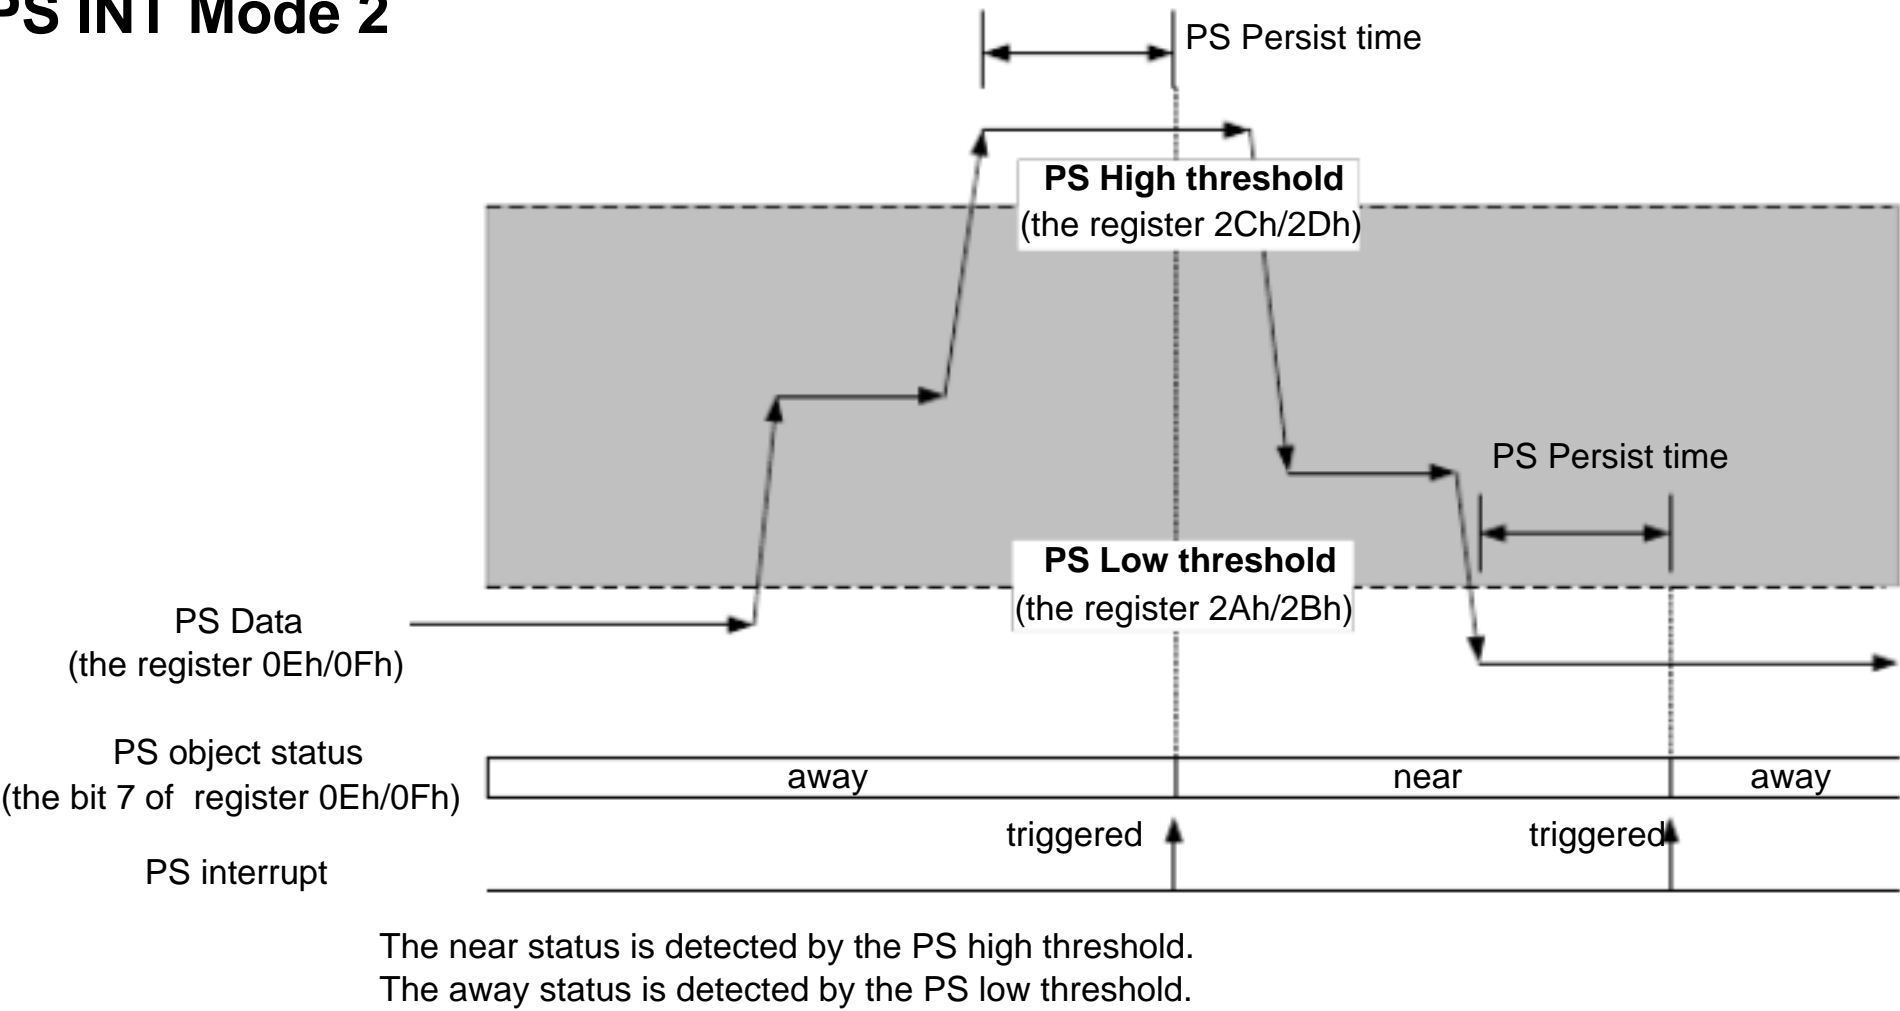 PS INT Mode 2
PS Persist time
PS High threshold
(the register 2Ch/2Dh)
PS Persist time
PS Low threshold
(the register 2Ah/2Bh)
PS Data
(the register 0Eh/0Fh)
PS object status
(the bit 7 of  register 0Eh/0Fh)
away
near
away
triggered
triggered
PS interrupt
The near status is detected by the PS high threshold.
The away status is detected by the PS low threshold.